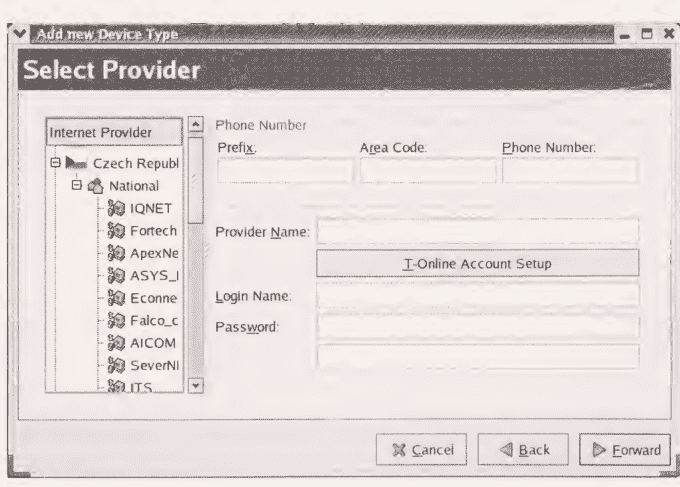 Add new Device Type
Select Provider
Internet Provider
Czech Republ
National
IQNET
Fortech
ApexNe
ASYS_I
Econne
Falco_c
AICOM
SeverNI
ITS
Phone Number
Prefix:
Area Code:
Phone Number:
Provider Name:
T-Online Account Setup
Login Name:
Password:
Cancel
Back
Forward